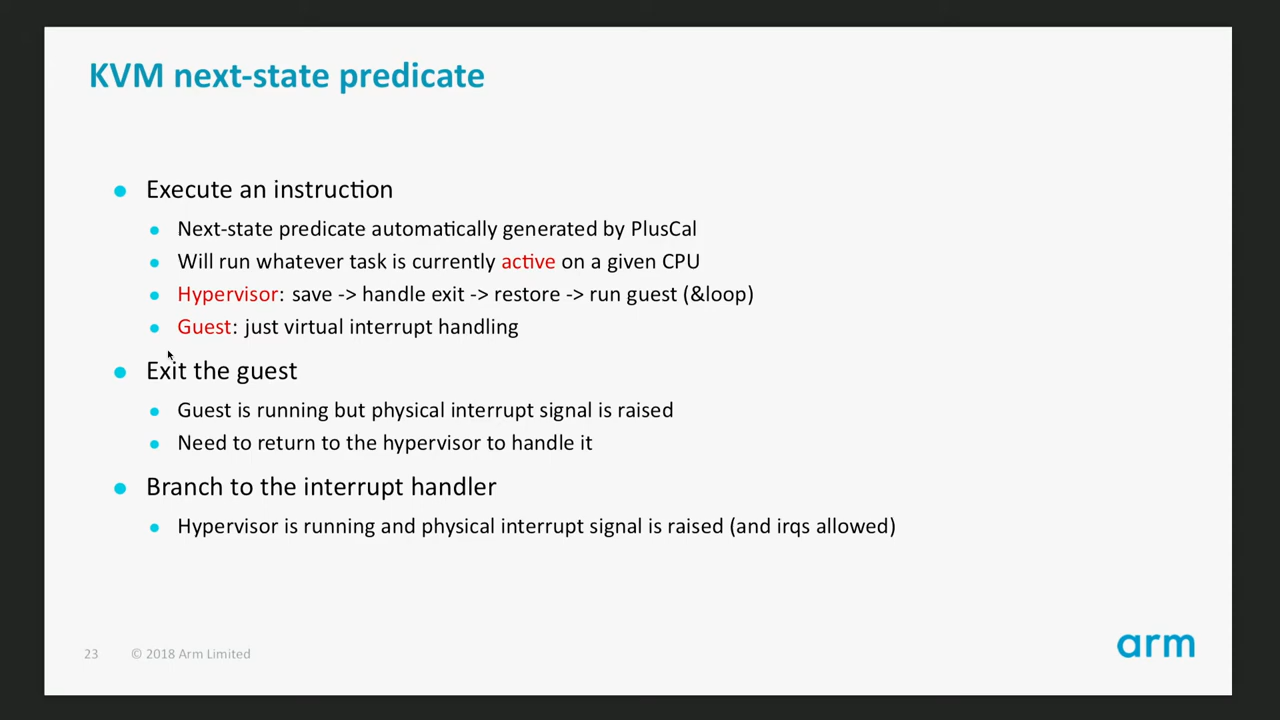 KVM next-state predicate
Execute an instruction
Next-state predicate automatically generated by PlusCal
Will run whatever task is currently active on a given CPU
Hypervisor: save -> handle exit -> restore -> run guest (&loop)
Guest: just virtual interrupt handling
Exit the guest
Guest is running but physical interrupt signal is raised
Need to return to the hypervisor to handle it
Branch to the interrupt handler
Hypervisor is running and physical interrupt signal is raised (and irqs allowed)
23 © 2018 Arm Limited
arm